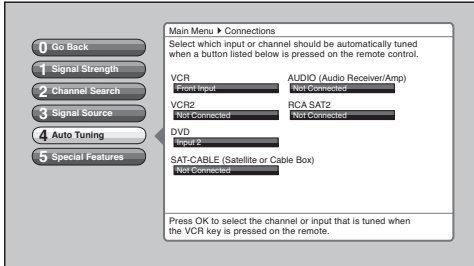 0 Go Back
1 Signal Strength
2 Channel Search
3 Signal Source
4 Auto Tuning
5 Special Features
Main Menu ▶ Connections
Select which input or channel should be automatically tuned
when a button listed below is pressed on the remote control.
VCR
Front Input
VCR2
Not Connected
DVD
Input 2
SAT-CABLE (Satellite or Cable Box)
Not Connected
AUDIO (Audio Receiver/Amp)
Not Connected
RCA SAT2
Not Connected
Press OK to select the channel or input that is tuned when
the VCR key is pressed on the remote.